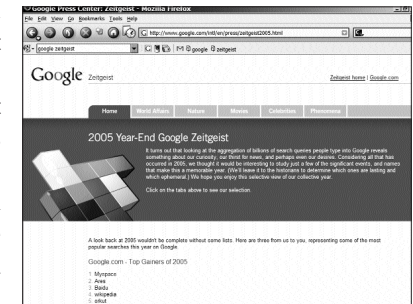 Google Press Center: Zeitgeist - Mozilla Firefox
File Edit View Go Bookmarks Tools Help
http://www.google.com/intl/en/press/zeitgeist2005.html
google zeitgeist google zeitgeist
Google Zeitgeist Zeitgeist home | Google.com
Home World Affairs Nature Movies Celebrities Phenomena
2005 Year-End Google Zeitgeist
It turns out that looking at the aggregation of billions of search queries people type into Google reveals
something about our curiosity, our thirst for news, and perhaps even our desires. Considering all that has
occurred in 2005, we thought it would be interesting to study just a few of the significant events, and names
that make this a memorable year. (We'll leave it to the historians to determine which ones are lasting and
which ephemeral.) We hope you enjoy this selective view of our collective year.
Click on the tabs above to see our selection.
A look back at 2005 wouldn't be complete without some lists. Here are three from us to you, representing some of the most
popular searches this year on Google.
Google.com - Top Gainers of 2005
1. Myspace
2. Ares
3. Baidu
4. wikipedia
5. orkut